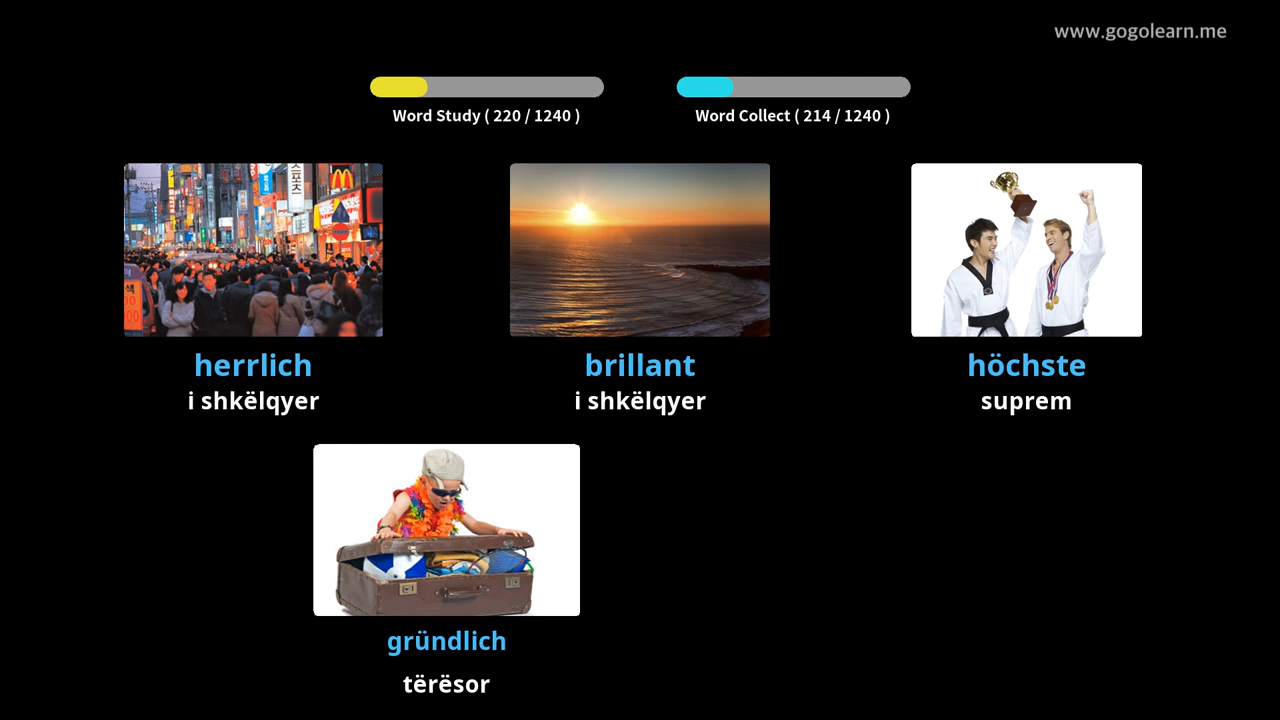 www.gogolearn.me
Word Study ( 220 / 1240 )
Word Collect ( 214 / 1240 )
herrlich
i shkëlqyer
brillant
i shkëlqyer
höchste
suprem
gründlich
tërësor